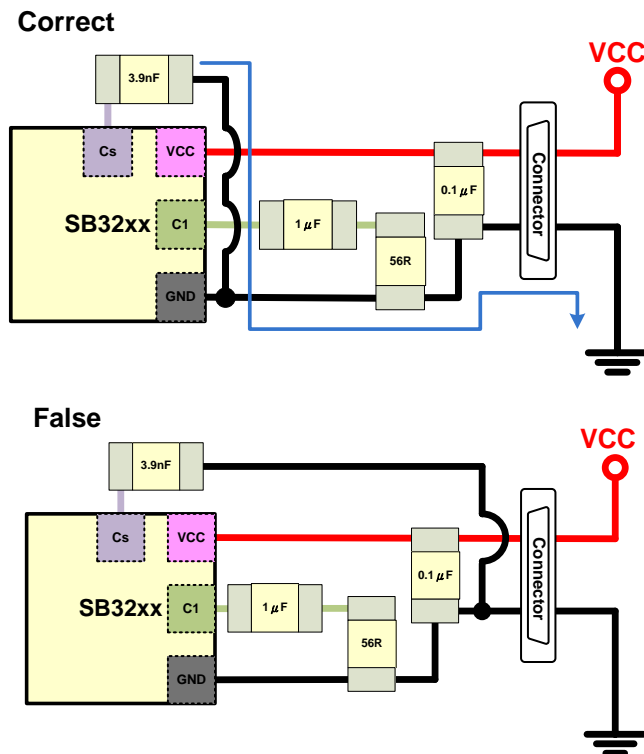 Correct
3.9nF
VCC
Cs
VCC
Connector
0.1μF
SB32xx
C1
1μF
56R
GND
False
VCC
3.9nF
Cs
VCC
Connector
0.1μF
SB32xx
C1
1μF
56R
GND